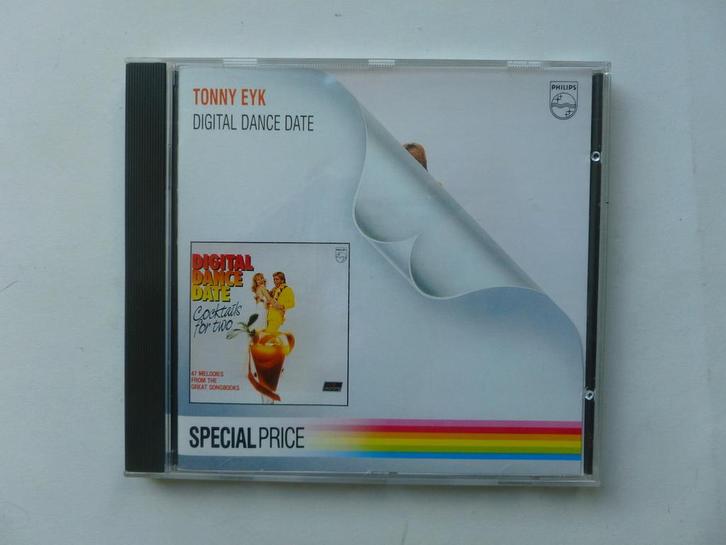 TONNY EYK
DIGITAL DANCE DATE
PHILIPS
DIGITAL
DANCE
DATE
Cocktails
for two
47 MELODIES
FROM THE
GREAT SONGBOOKS
SPECIAL PRICE